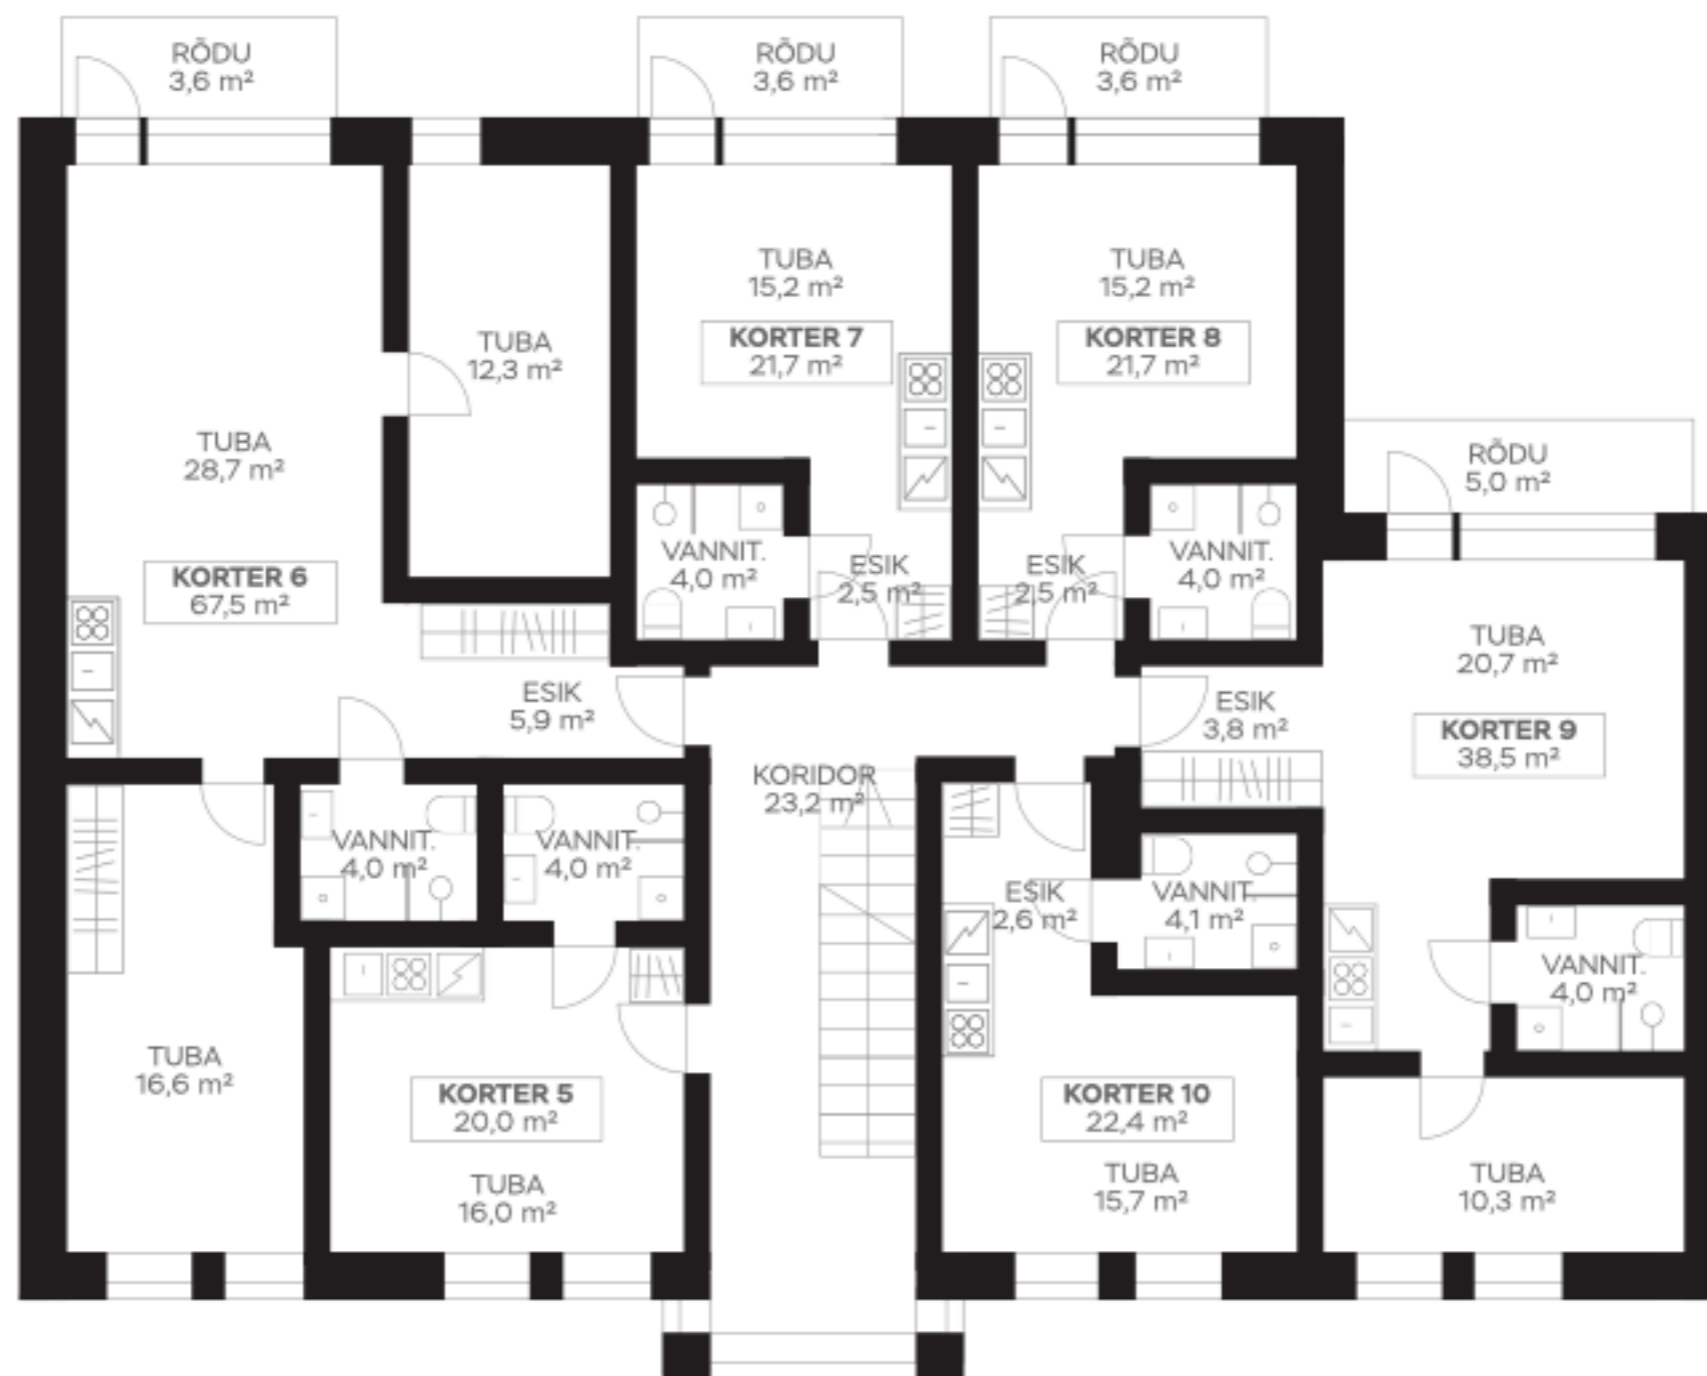 RÕDU
3,6 m²
RÕDU
3,6 m²
RÕDU
3,6 m²
TUBA
15,2 m²
KORTER 7
21,7 m²
TUBA
15,2 m²
KORTER 8
21,7 m²
TUBA
12,3 m²
TUBA
28,7 m²
KORTER 6
67,5 m²
RÕDU
5,0 m²
VANNIT.
4,0 m²
ESIK
2,5 m²
ESIK
2,5 m²
VANNIT.
4,0 m²
TUBA
20,7 m²
KORTER 9
38,5 m²
ESIK
5,9 m²
ESIK
3,8 m²
KORIDOR
23,2 m²
VANNIT.
4,0 m²
VANNIT.
4,0 m²
ESIK
2,6 m²
VANNIT.
4,1 m²
VANNIT.
4,0 m²
TUBA
16,6 m²
KORTER 5
20,0 m²
TUBA
16,0 m²
KORTER 10
22,4 m²
TUBA
15,7 m²
TUBA
10,3 m²